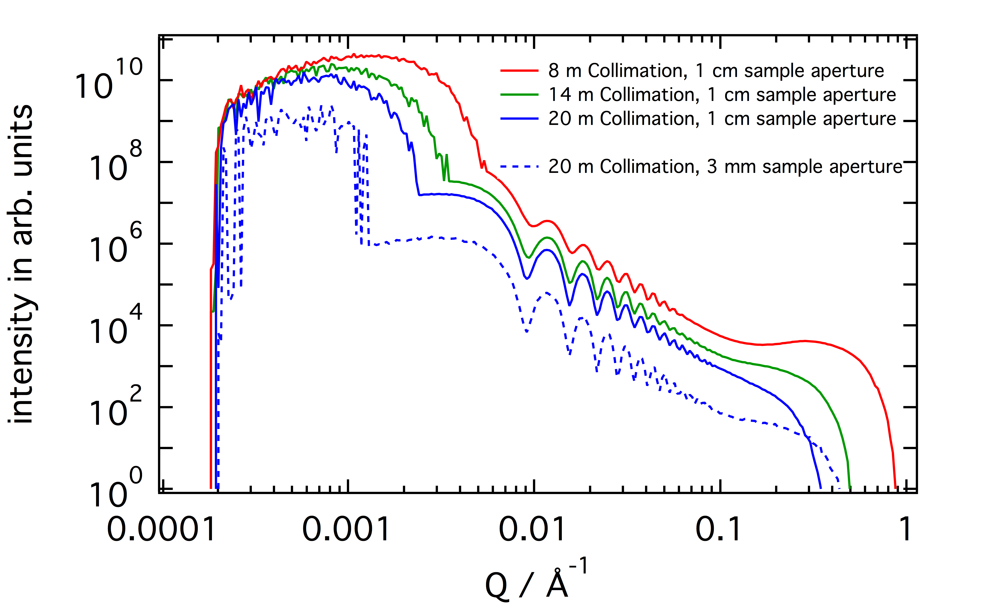 intensity in arb. units
10^10
10^8
10^6
10^4
10^2
10^0
8 m Collimation, 1 cm sample aperture
14 m Collimation, 1 cm sample aperture
20 m Collimation, 1 cm sample aperture
20 m Collimation, 3 mm sample aperture
0.0001 0.001 0.01 0.1 1
Q / Å^-1